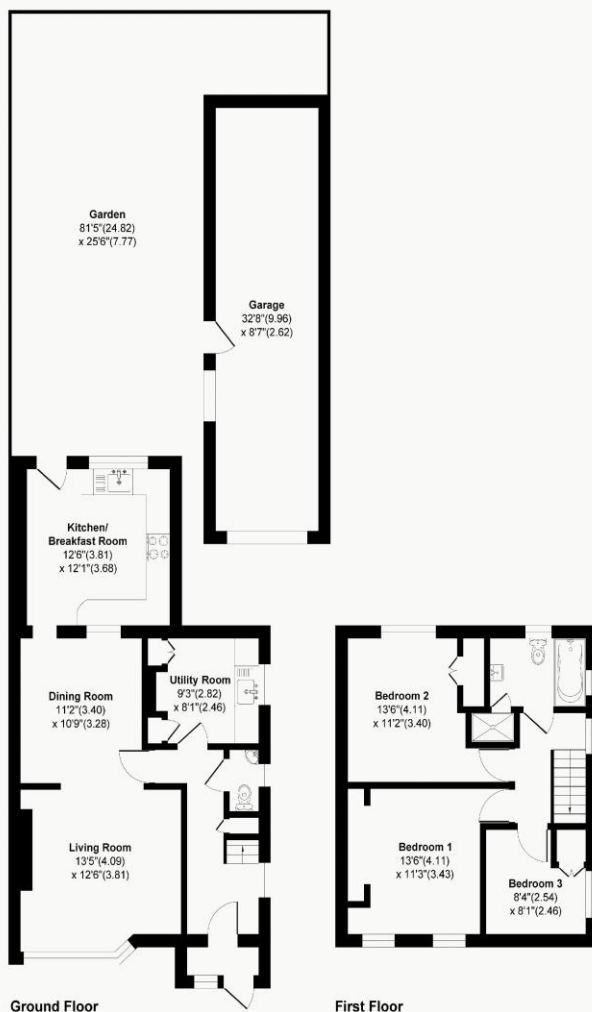 Garden
81'5"(24.82)
x 25'6"(7.77)
Garage
32'8"(9.96)
x 8'7"(2.62)
Kitchen/
Breakfast Room
12'6"(3.81)
x 12'1"(3.68)
Dining Room
11'2"(3.40)
x 10'9"(3.28)
Utility Room
9'3"(2.82)
x 8'1"(2.46)
Living Room
13'5"(4.09)
x 12'6"(3.81)
Ground Floor
Bedroom 2
13'6"(4.11)
x 11'2"(3.40)
Bedroom 1
13'6"(4.11)
x 11'3"(3.43)
Bedroom 3
8'4"(2.54)
x 8'1"(2.46)
First Floor